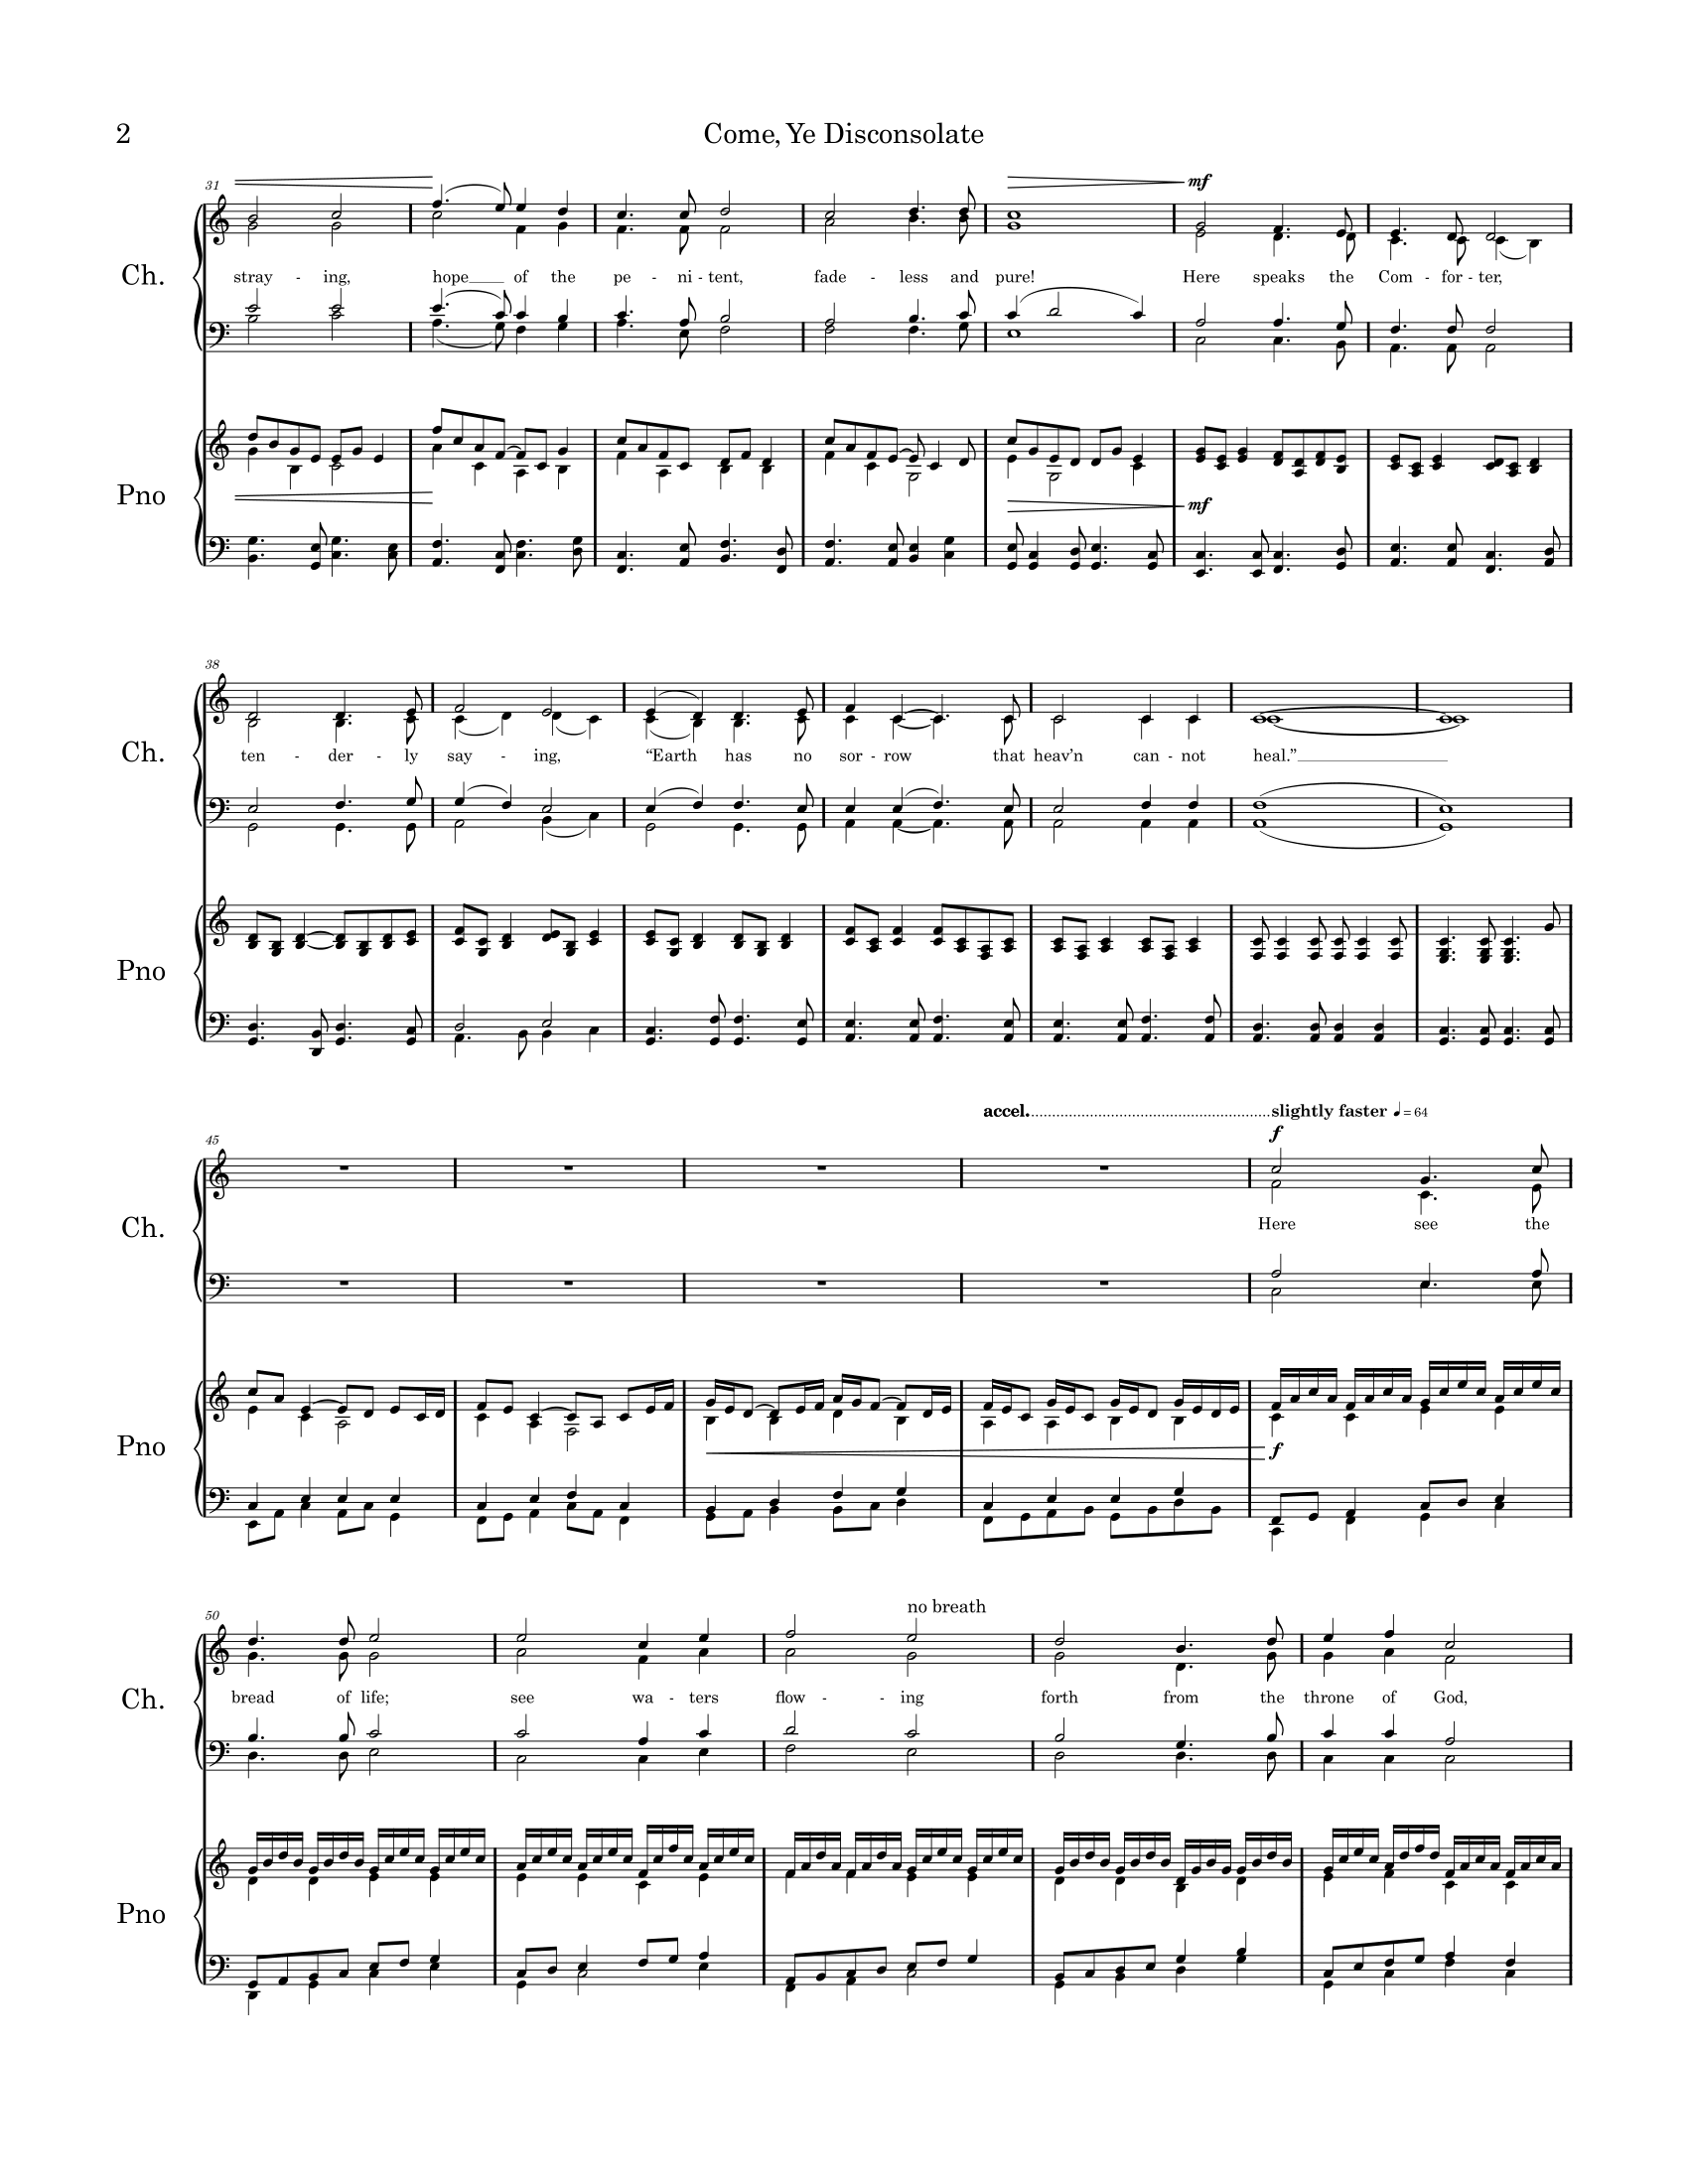 2 Come, Ye Disconsolate
31 mf
Ch. stray - ing, hope __ of the pe - ni - tent, fade - less and pure! Here speaks the Com - for - ter,
Pno mf
38
Ch. ten - der - ly say - ing, “Earth has no sor - row that heav’n can - not heal.” __
Pno
accel. slightly faster ♩ = 64
45 f
Ch. Here see the
Pno f
50 no breath
Ch. bread of life; see wa - ters flow - ing forth from the throne of God,
Pno